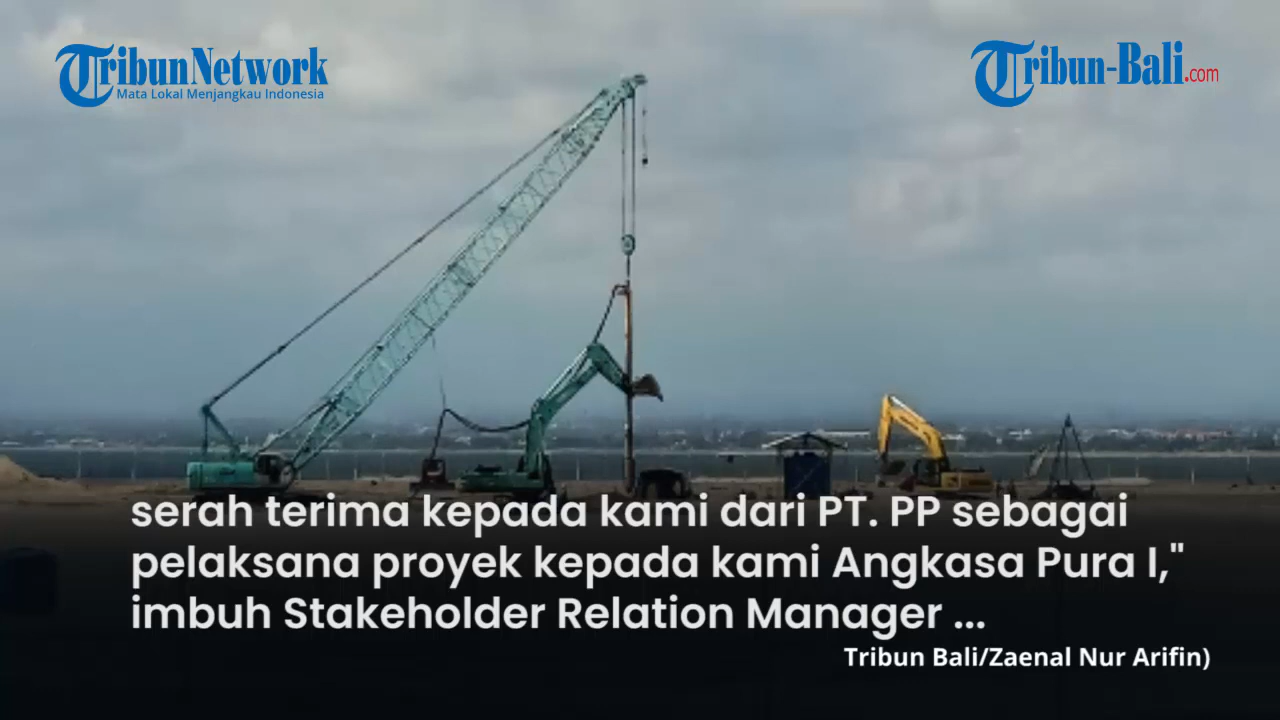 TribunNetwork
Mata Lokal Menjangkau Indonesia
Tribun-Bali.com
serah terima kepada kami dari PT. PP sebagai
pelaksana proyek kepada kami Angkasa Pura I,"
imbuh Stakeholder Relation Manager ...
Tribun Bali/Zaenal Nur Arifin)